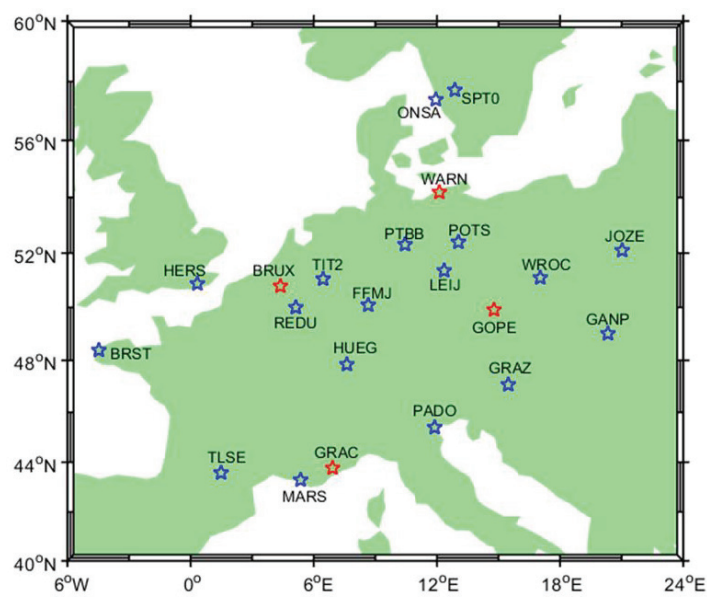 60°N
SPT0
ONSA
56°N
WARN
PTBB
POTS
JOZE
52°N
HERS
BRUX
TIT2
LEIJ
WROC
FFMJ
REDU
GOPE
GANP
HUEG
BRST
48°N
GRAZ
PADO
TLSE
GRAC
44°N
MARS
40°N
6°W
0°
6°E
12°E
18°E
24°E